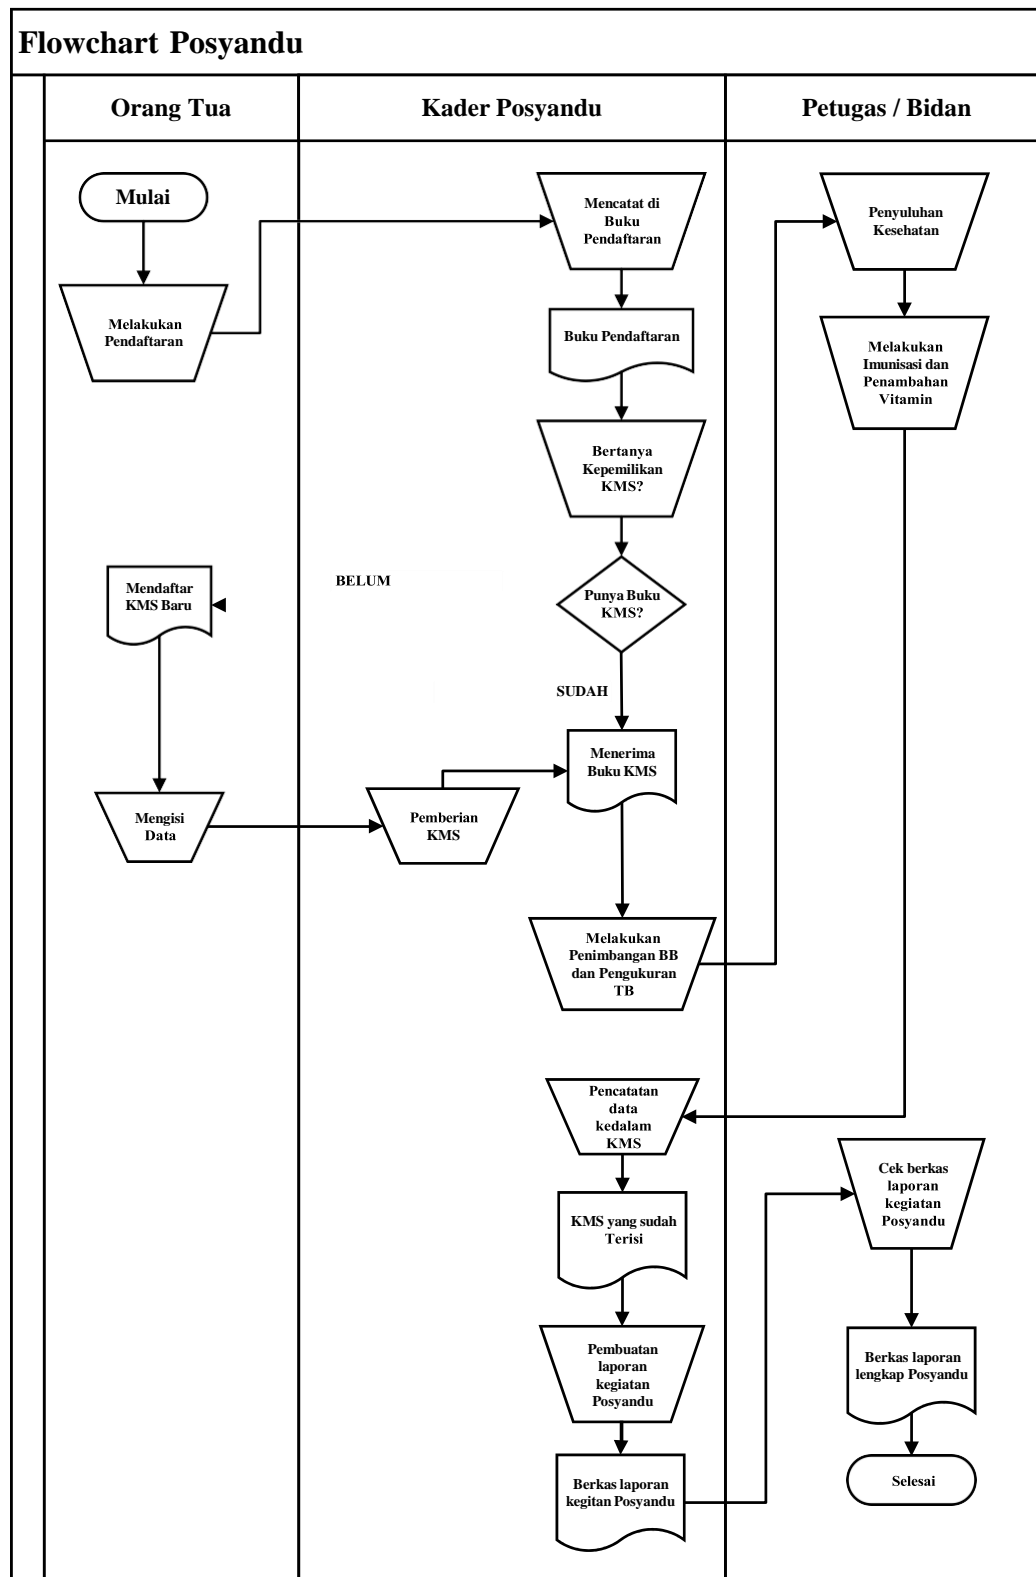 Flowchart Posyandu
Orang Tua
Kader Posyandu
Petugas / Bidan
Mulai
Melakukan
Pendaftaran
Mencatat di
Buku
Pendaftaran
Buku Pendaftaran
Bertanya
Kepemilikan
KMS?
Punya Buku
KMS?
BELUM
Mendaftar
KMS Baru
SUDAH
Menerima
Buku KMS
Mengisi
Data
Pemberian
KMS
Melakukan
Penimbangan BB
dan Pengukuran
TB
Penyuluhan
Kesehatan
Melakukan
Imunisasi dan
Penambahan
Vitamin
Pencatatan
data
kedalam
KMS
KMS yang sudah
Terisi
Pembuatan
laporan
kegiatan
Posyandu
Berkas laporan
kegitan Posyandu
Cek berkas
laporan
kegiatan
Posyandu
Berkas laporan
lengkap Posyandu
Selesai